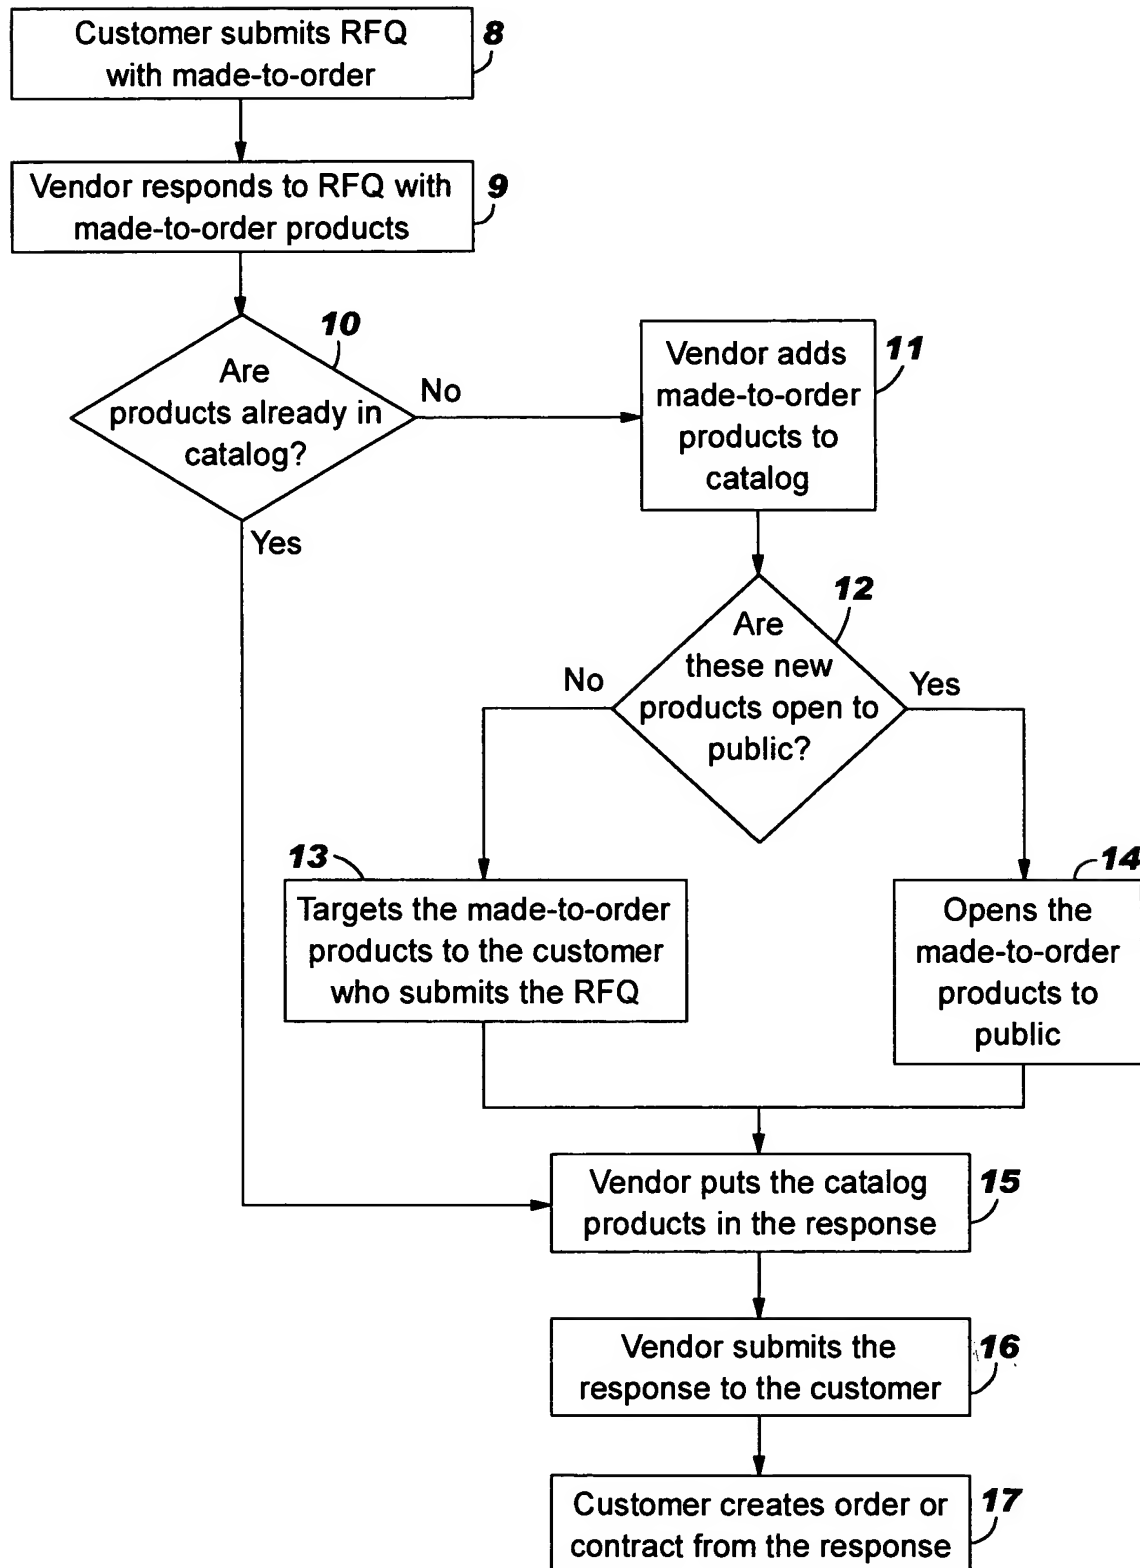 Customer submits RFQ
with made-to-order
8
Vendor responds to RFQ with
made-to-order products
9
10
Are
products already in
catalog?
No
Yes
Vendor adds
made-to-order
products to
catalog
11
12
Are
these new
products open to
public?
No
Yes
13
Targets the made-to-order
products to the customer
who submits the RFQ
14
Opens the
made-to-order
products to
public
Vendor puts the catalog
products in the response
15
Vendor submits the
response to the customer
16
Customer creates order or
contract from the response
17